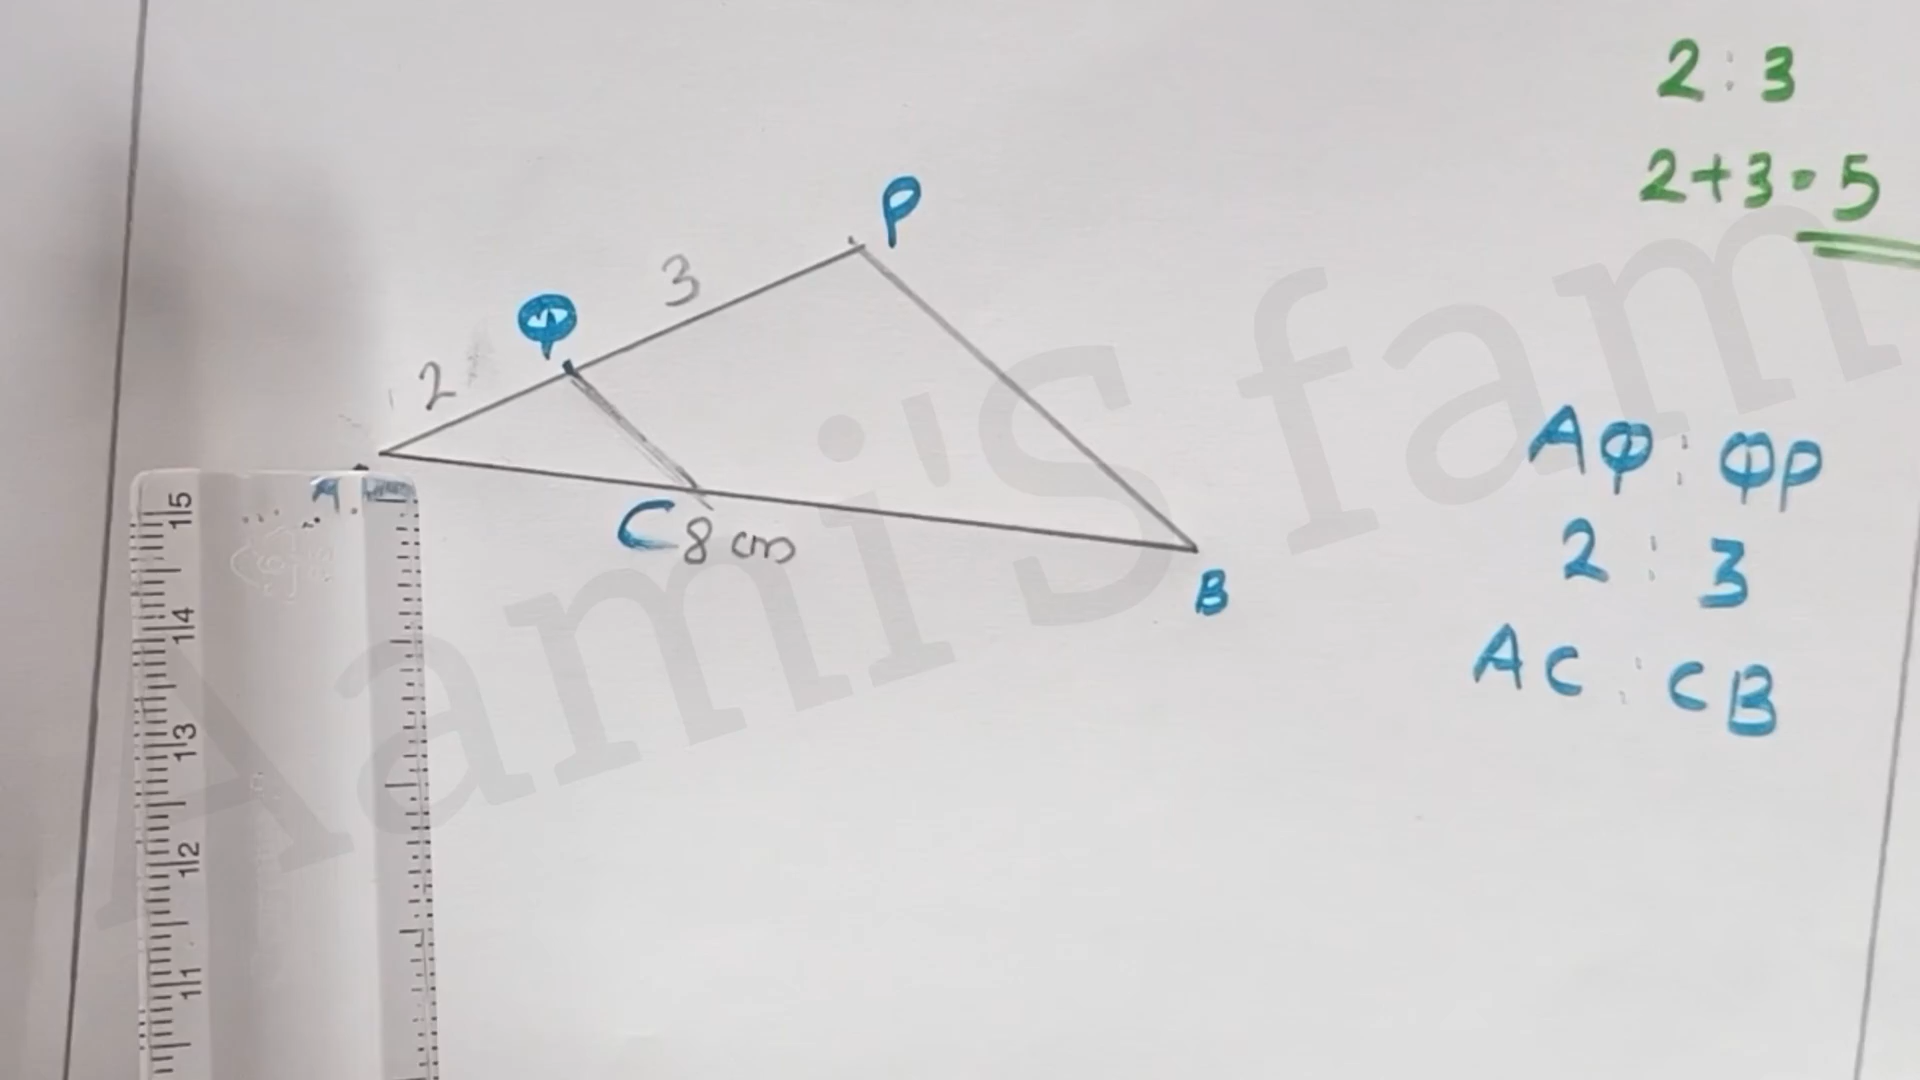 2 : 3
2+3=5
P
3
Φ
2
A
C 8 cm
B
AΦ : ΦP
2 : 3
AC : CB
15
14
13
12
11
Aami'S fam